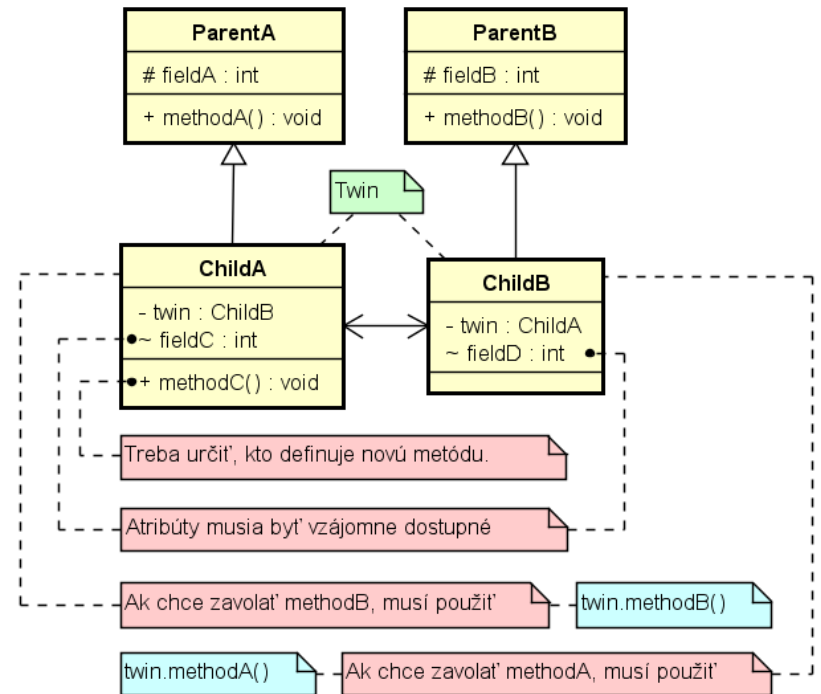 ParentA
# fieldA : int
+ methodA() : void
ParentB
# fieldB : int
+ methodB() : void
Twin
ChildA
- twin : ChildB
~ fieldC : int
+ methodC() : void
ChildB
- twin : ChildA
~ fieldD : int
Treba určiť, kto definuje novú metódu.
Atribúty musia byť vzájomne dostupné
Ak chce zavolať methodB, musí použiť
twin.methodB()
twin.methodA()
Ak chce zavolať methodA, musí použiť